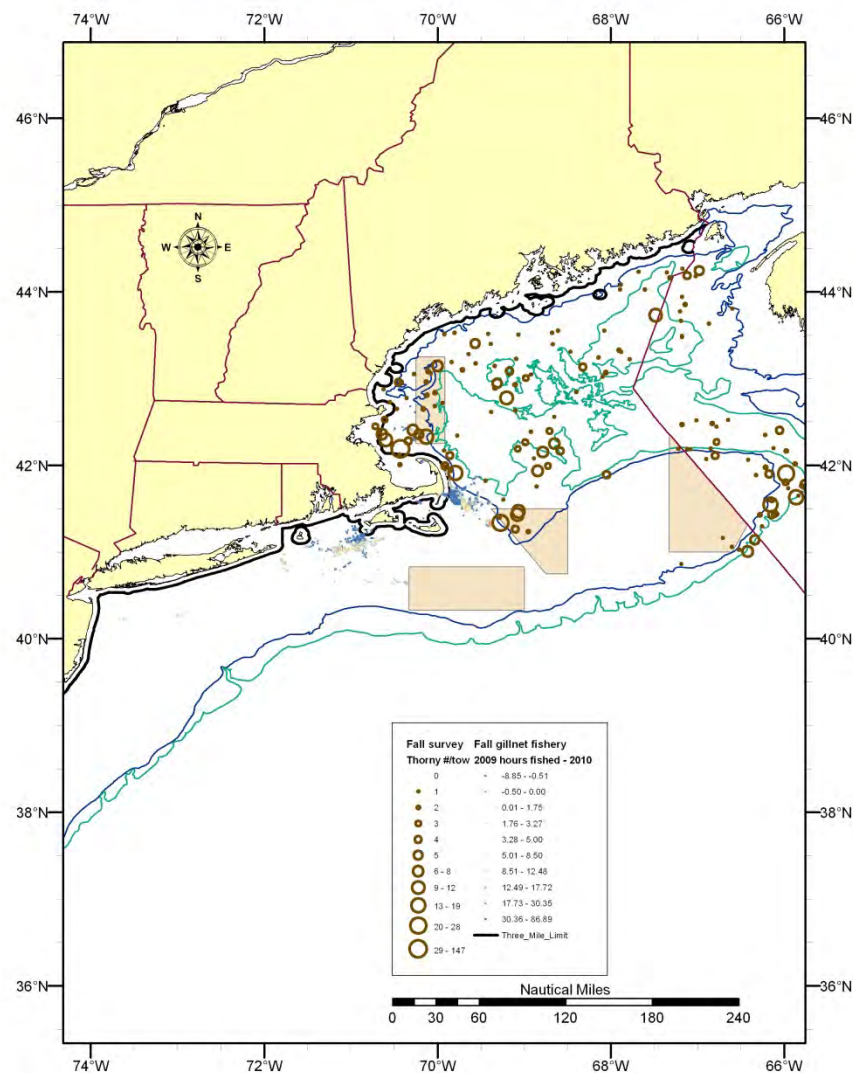 74°W 72°W 70°W 68°W 66°W
46°N 46°N
N
W E
S
44°N 44°N
42°N 42°N
40°N 40°N
Fall survey Fall gillnet fishery
Thorny #/tow 2009 hours fished - 2010
0 -8.85 - -0.51
1 -0.50 - 0.00
2 0.01 - 1.75
3 1.76 - 3.27
4 3.28 - 5.00
5 5.01 - 8.50
6 - 8 8.51 - 12.48
9 - 12 12.49 - 17.72
13 - 19 17.73 - 30.35
20 - 28 30.36 - 86.89
29 - 147 Three_Mile_Limit
38°N 38°N
36°N 36°N
Nautical Miles
0 30 60 120 180 240
74°W 72°W 70°W 68°W 66°W